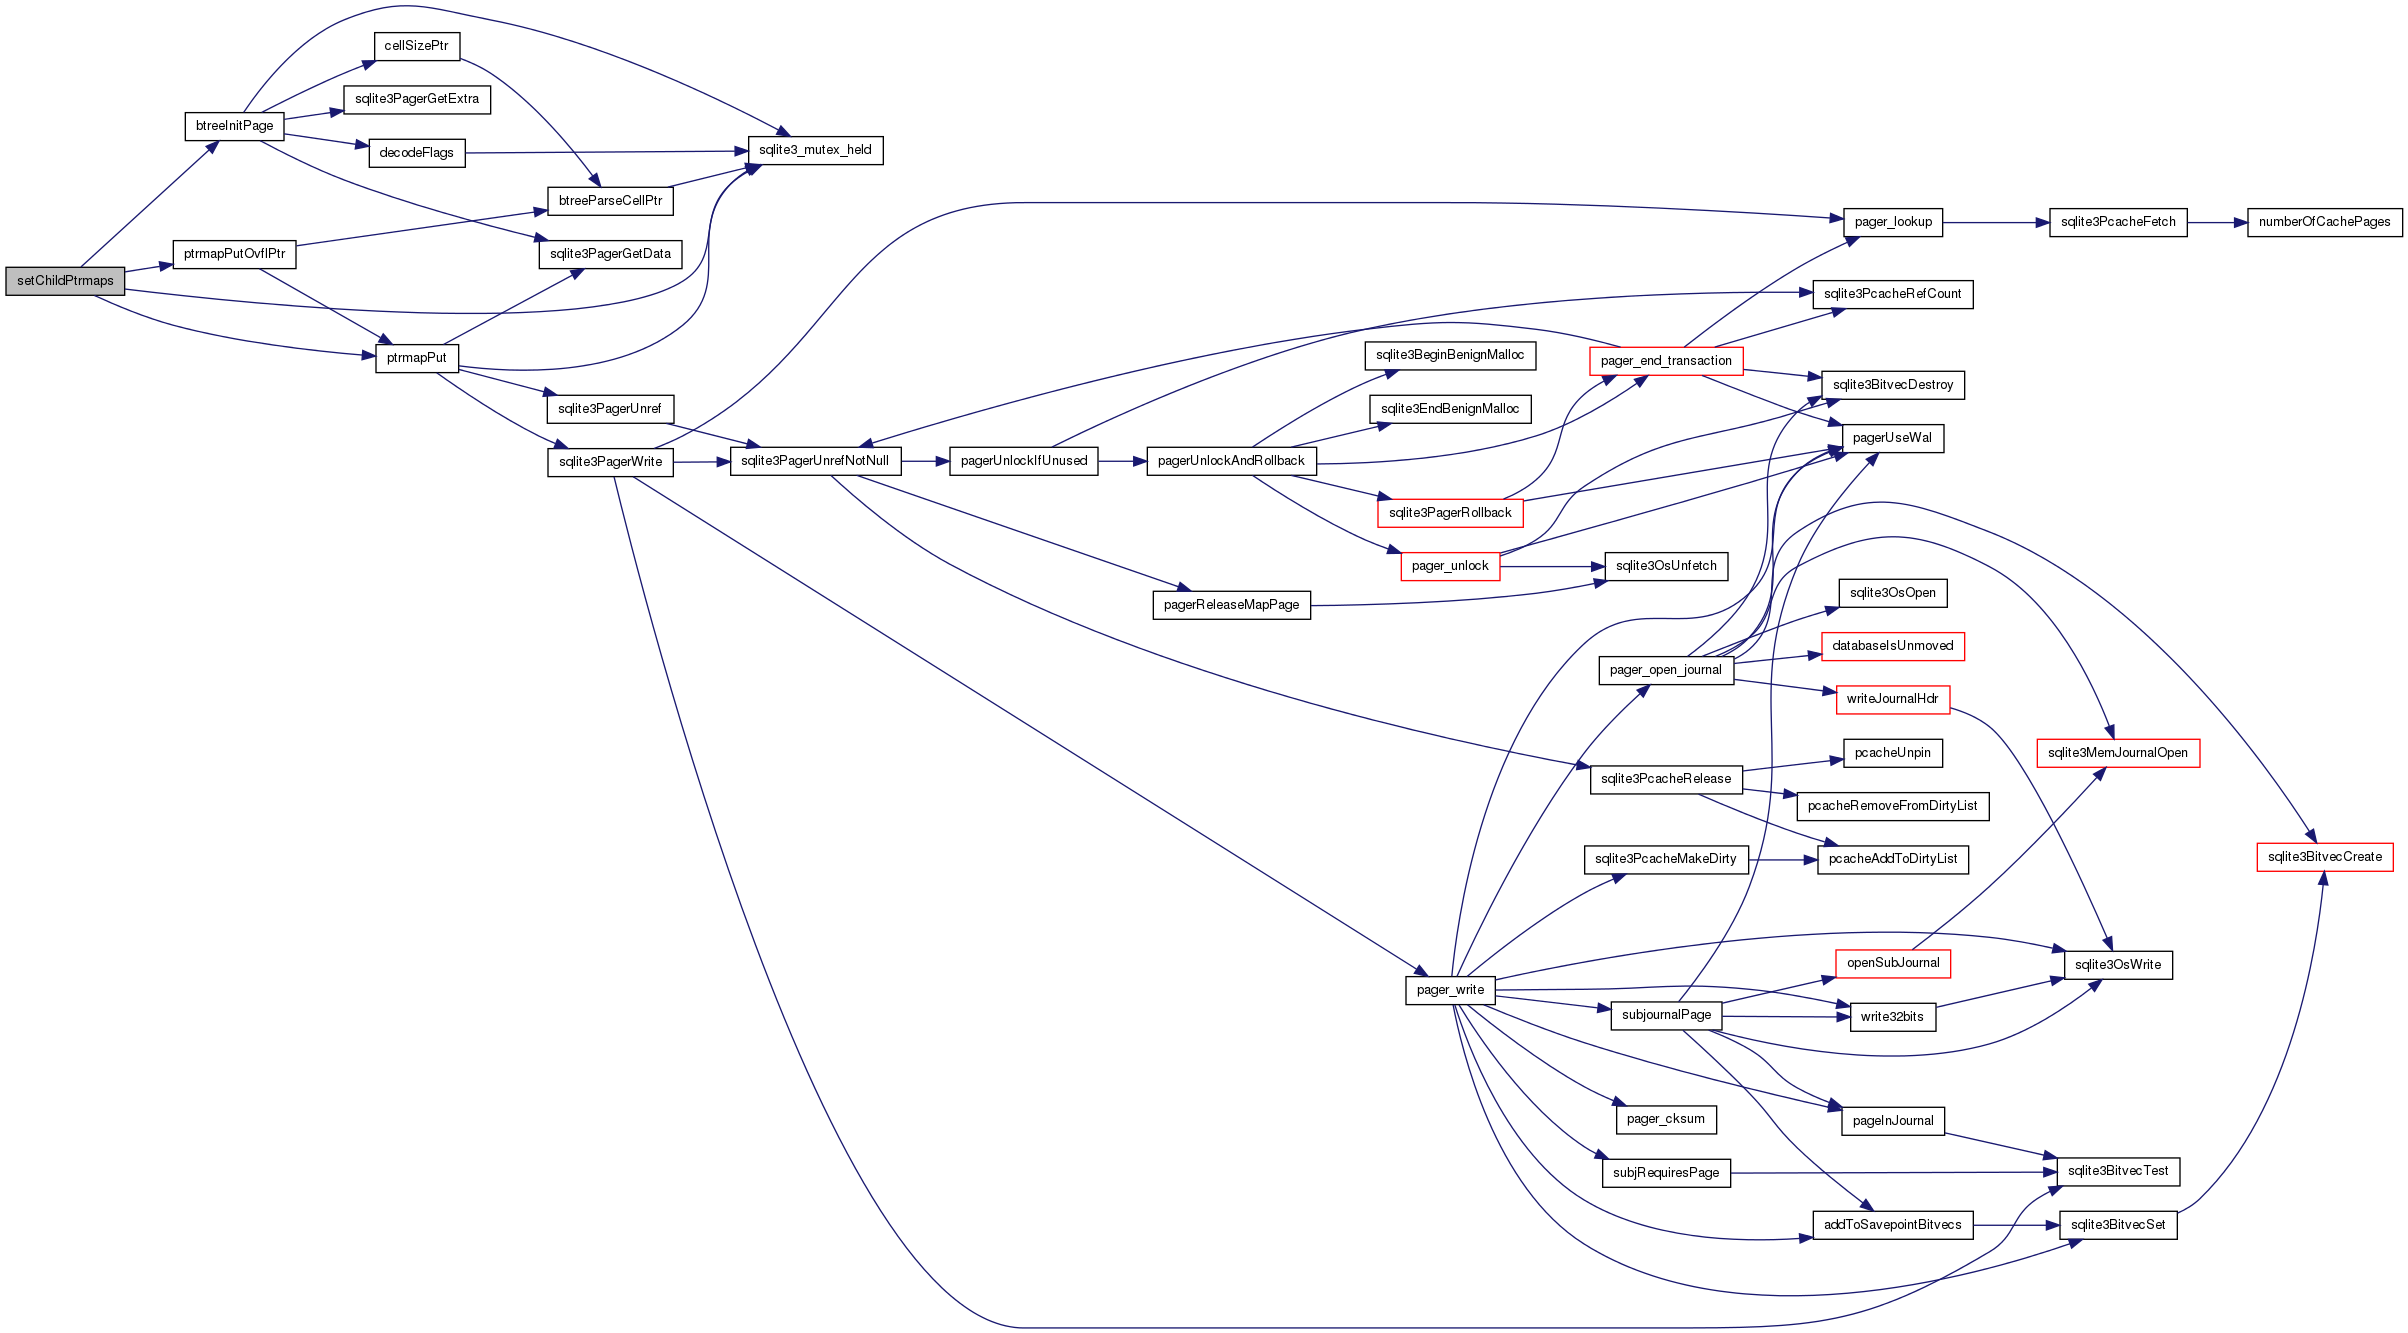 setChildPtrmaps
btreeInitPage
ptrmapPutOvflPtr
cellSizePtr
sqlite3PagerGetExtra
decodeFlags
ptrmapPut
btreeParseCellPtr
sqlite3PagerGetData
sqlite3PagerUnref
sqlite3PagerWrite
sqlite3_mutex_held
sqlite3PagerUnrefNotNull
pagerUnlockIfUnused
pagerUnlockAndRollback
pagerReleaseMapPage
sqlite3BeginBenignMalloc
sqlite3EndBenignMalloc
sqlite3PagerRollback
pager_unlock
pager_write
pager_end_transaction
sqlite3OsUnfetch
pager_open_journal
sqlite3PcacheRelease
sqlite3PcacheMakeDirty
subjournalPage
pager_cksum
subjRequiresPage
pager_lookup
sqlite3PcacheRefCount
sqlite3BitvecDestroy
pagerUseWal
sqlite3OsOpen
databaseIsUnmoved
writeJournalHdr
pcacheUnpin
pcacheRemoveFromDirtyList
pcacheAddToDirtyList
openSubJournal
write32bits
pageInJournal
addToSavepointBitvecs
sqlite3PcacheFetch
sqlite3MemJournalOpen
sqlite3OsWrite
sqlite3BitvecTest
sqlite3BitvecSet
numberOfCachePages
sqlite3BitvecCreate